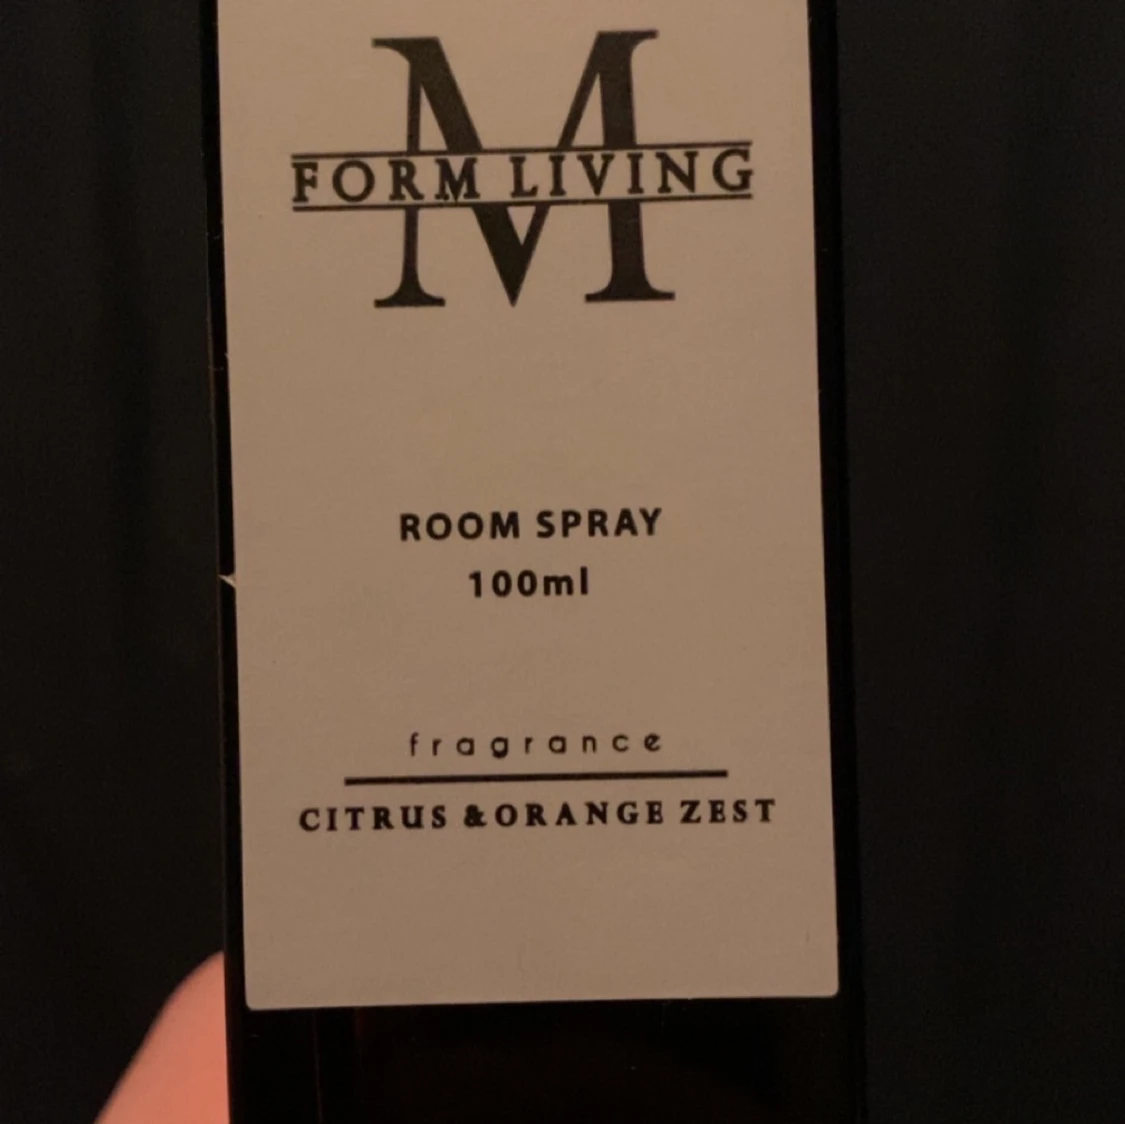 M
FORM LIVING
ROOM SPRAY
100ml
fragrance
CITRUS &ORANGE ZEST